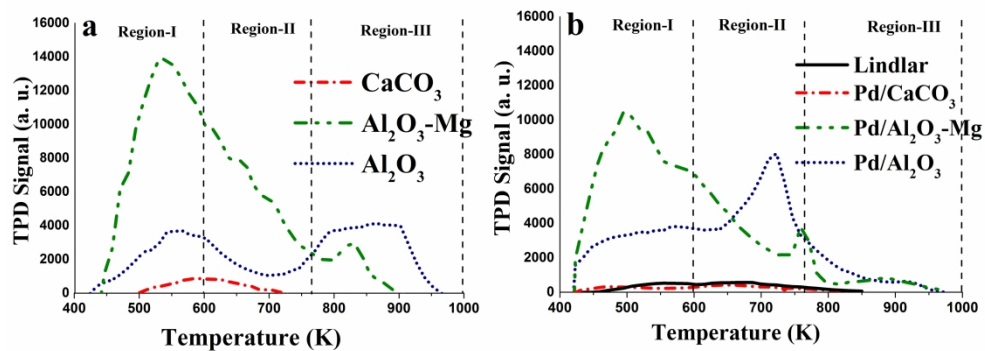 a
Region-I Region-II Region-III
16000
14000
12000
10000
8000
6000
4000
2000
0
TPD Signal (a. u.)
CaCO₃
Al₂O₃-Mg
Al₂O₃
400 500 600 700 800 900 1000
Temperature (K)
b
Region-I Region-II Region-III
16000
14000
12000
10000
8000
6000
4000
2000
0
TPD Signal (a. u.)
Lindlar
Pd/CaCO₃
Pd/Al₂O₃-Mg
Pd/Al₂O₃
400 500 600 700 800 900 1000
Temperature (K)